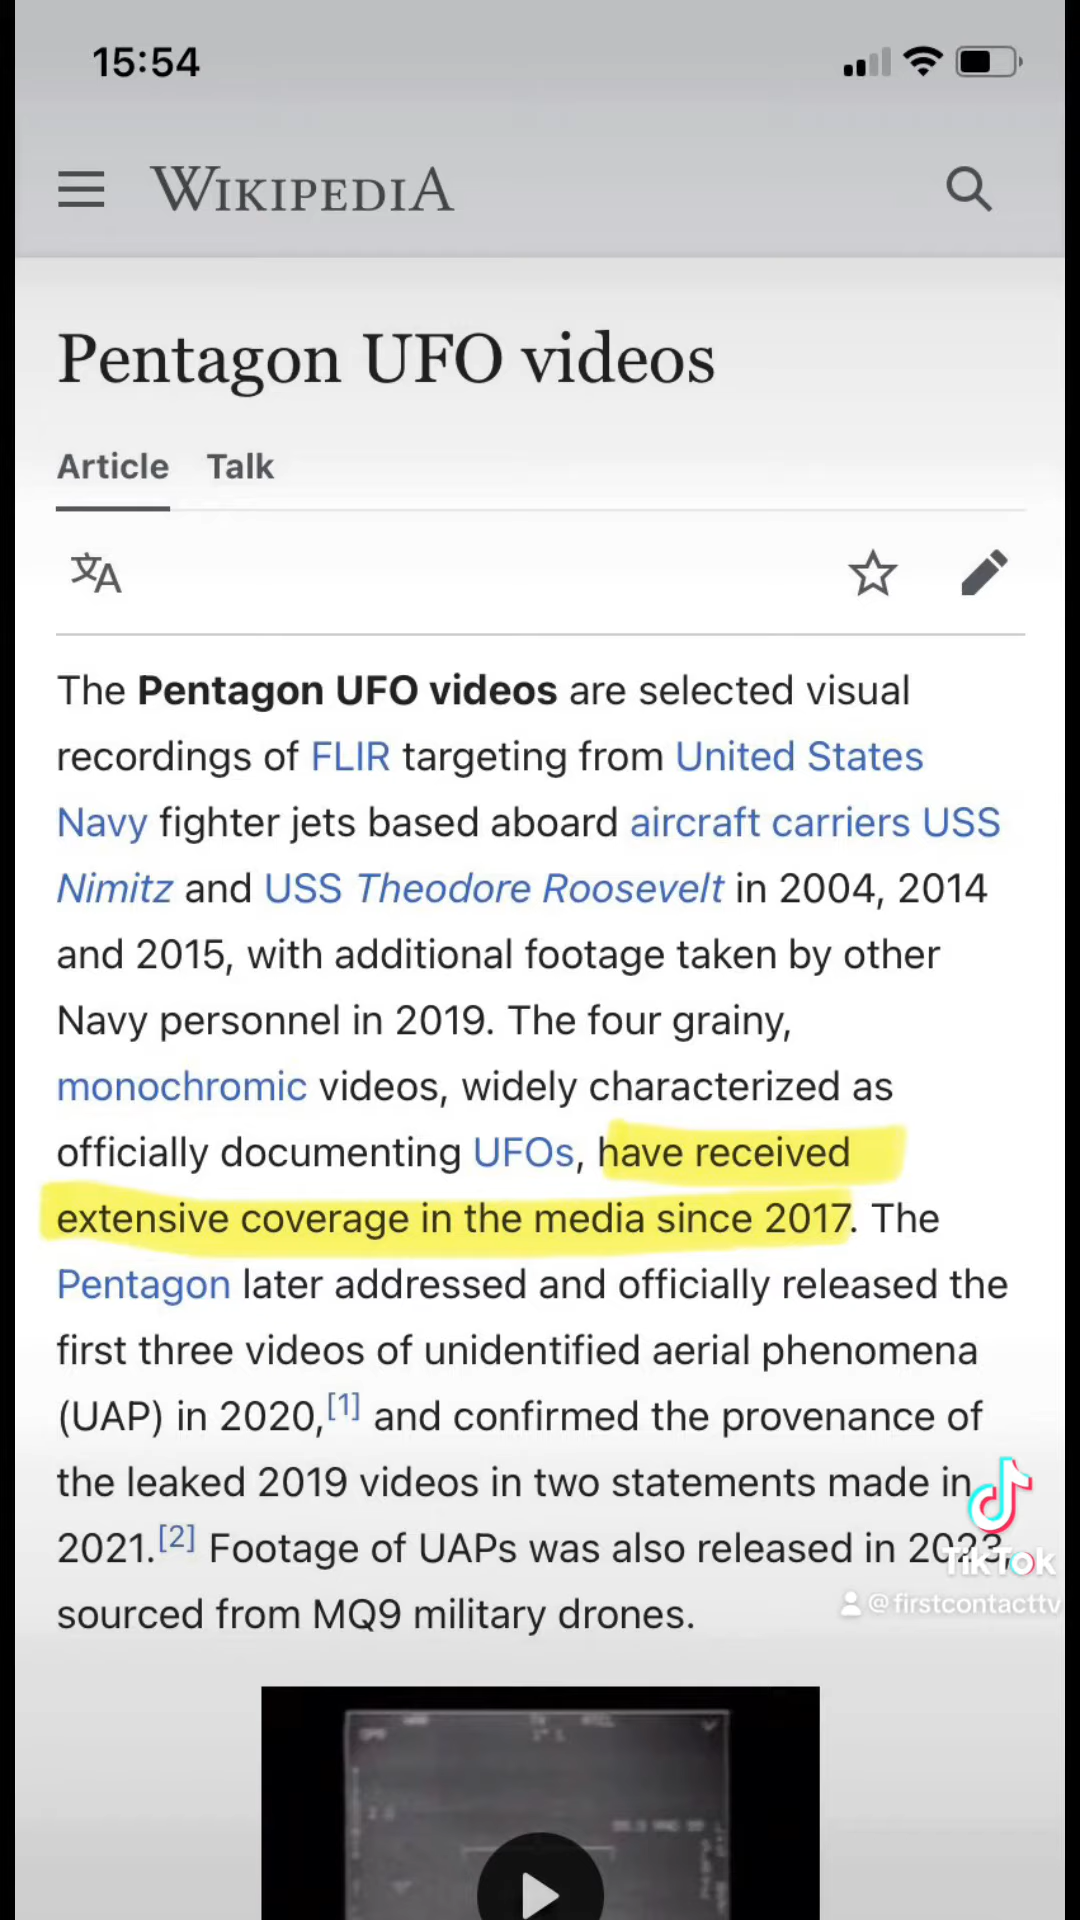 15:54
WIKIPEDIA
Pentagon UFO videos
Article Talk
文A
The Pentagon UFO videos are selected visual
recordings of FLIR targeting from United States
Navy fighter jets based aboard aircraft carriers USS
Nimitz and USS Theodore Roosevelt in 2004, 2014
and 2015, with additional footage taken by other
Navy personnel in 2019. The four grainy,
monochromic videos, widely characterized as
officially documenting UFOs, have received
extensive coverage in the media since 2017. The
Pentagon later addressed and officially released the
first three videos of unidentified aerial phenomena
(UAP) in 2020,[1] and confirmed the provenance of
the leaked 2019 videos in two statements made in
2021.[2] Footage of UAPs was also released in 2023,
sourced from MQ9 military drones.
TikTok
@firstcontacttv